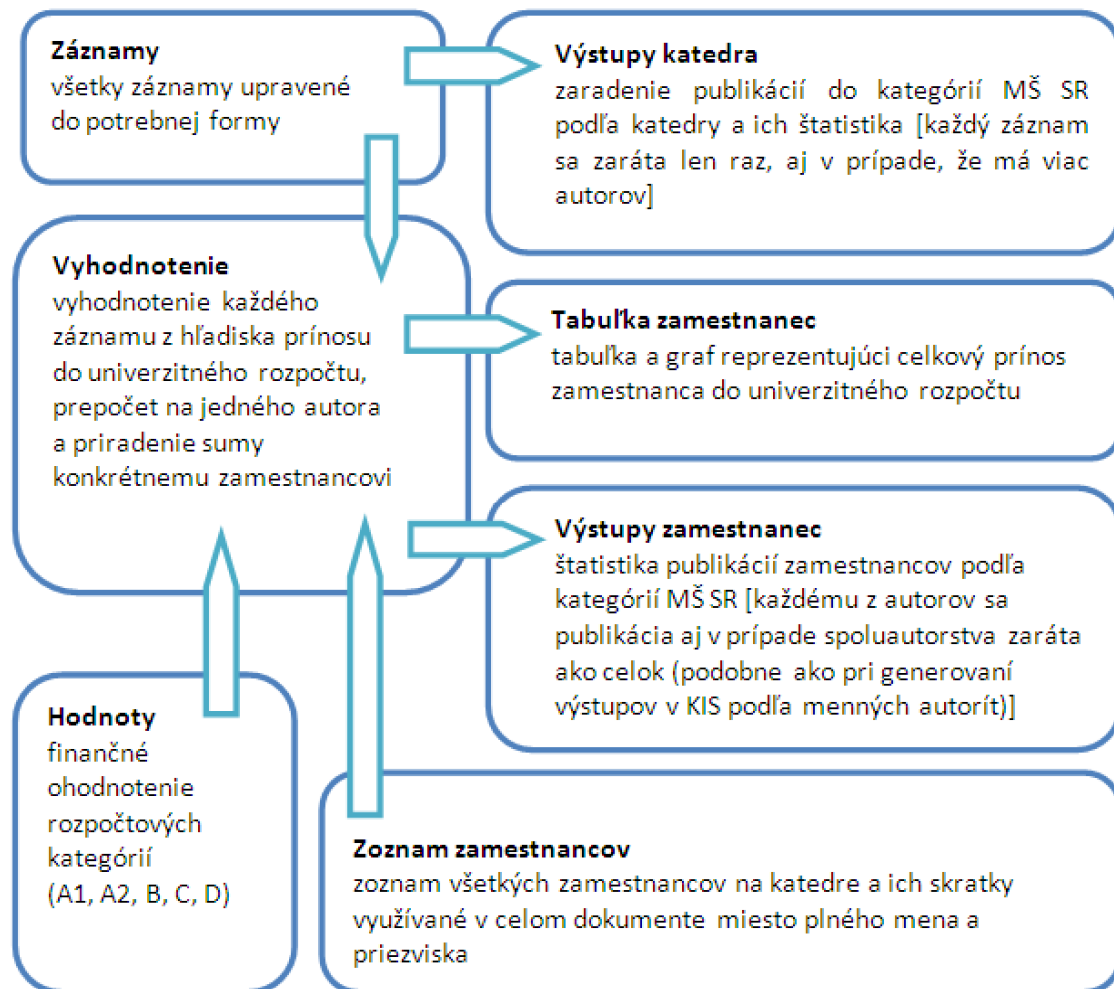 Záznamy
všetky záznamy upravené
do potrebnej formy
Výstupy katedra
zaradenie publikácií do kategórií MŠ SR
podľa katedry a ich štatistika [každý záznam
sa zaráta len raz, aj v prípade, že má viac
autorov]
Vyhodnotenie
vyhodnotenie každého
záznamu z hľadiska prínosu
do univerzitného rozpočtu,
prepočet na jedného autora
a priradenie sumy
konkrétnemu zamestnancovi
Tabuľka zamestnanec
tabuľka a graf reprezentujúci celkový prínos
zamestnanca do univerzitného rozpočtu
Výstupy zamestnanec
štatistika publikácií zamestnancov podľa
kategórií MŠ SR [každému z autorov sa
publikácia aj v prípade spoluautorstva zaráta
ako celok (podobne ako pri generovaní
výstupov v KIS podľa menných autorít)]
Hodnoty
finančné
ohodnotenie
rozpočtových
kategórií
(A1, A2, B, C, D)
Zoznam zamestnancov
zoznam všetkých zamestnancov na katedre a ich skratky
využívané v celom dokumente miesto plného mena a
priezviska